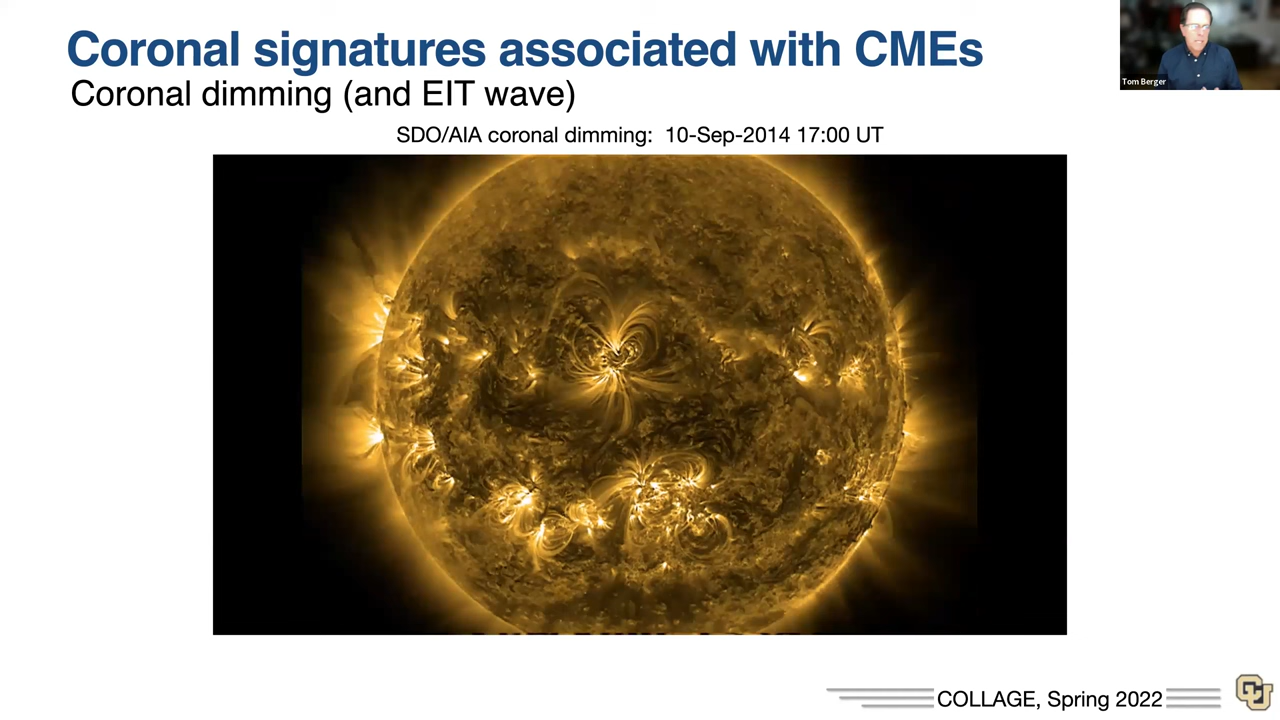 Coronal signatures associated with CMEs
Coronal dimming (and EIT wave)
Tom Berger
SDO/AIA coronal dimming: 10-Sep-2014 17:00 UT
COLLAGE, Spring 2022
CU